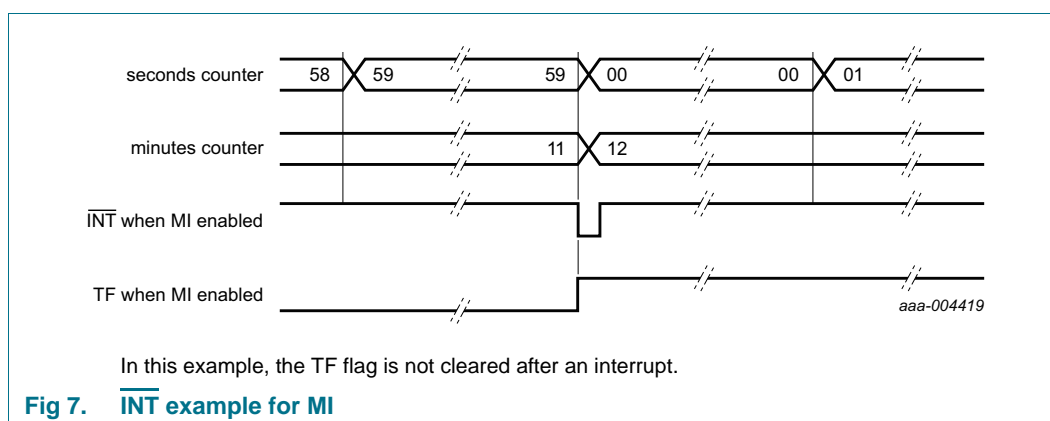 seconds counter 58 59 59 00 00 01
minutes counter 11 12
INT when MI enabled
TF when MI enabled
aaa-004419
In this example, the TF flag is not cleared after an interrupt.
Fig 7. INT example for MI